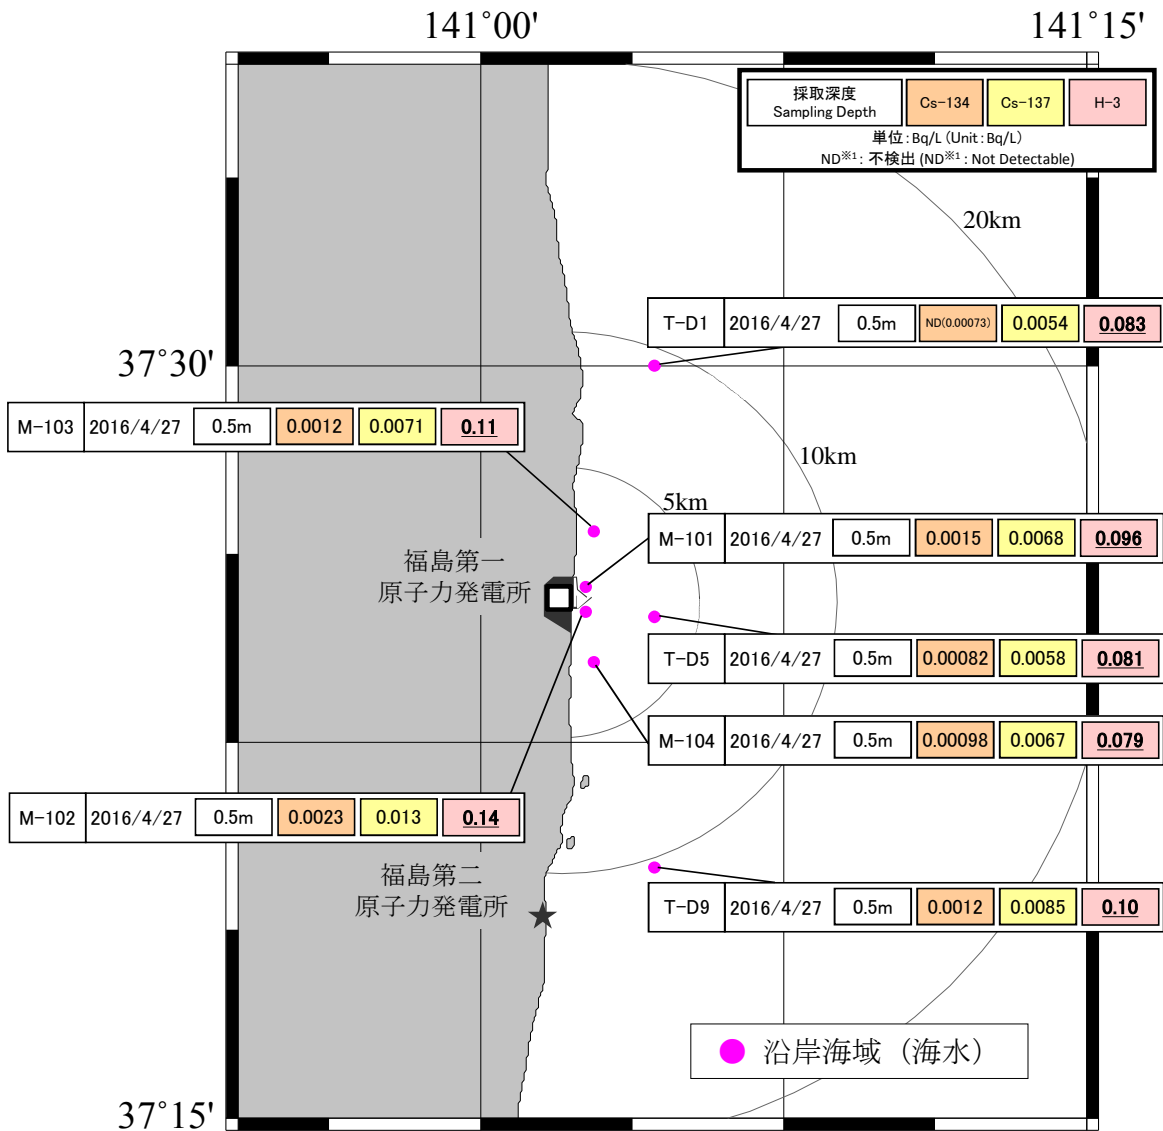 141°00' 141°15'
採取深度
Sampling Depth
Cs-134
Cs-137
H-3
単位:Bq/L (Unit:Bq/L)
ND※1: 不検出 (ND※1: Not Detectable)
20km
T-D1 2016/4/27 0.5m ND(0.00073) 0.0054 0.083
37°30'
M-103 2016/4/27 0.5m 0.0012 0.0071 0.11
10km
5km
M-101 2016/4/27 0.5m 0.0015 0.0068 0.096
福島第一
原子力発電所
T-D5 2016/4/27 0.5m 0.00082 0.0058 0.081
M-104 2016/4/27 0.5m 0.00098 0.0067 0.079
M-102 2016/4/27 0.5m 0.0023 0.013 0.14
福島第二
原子力発電所
T-D9 2016/4/27 0.5m 0.0012 0.0085 0.10
沿岸海域（海水）
37°15'